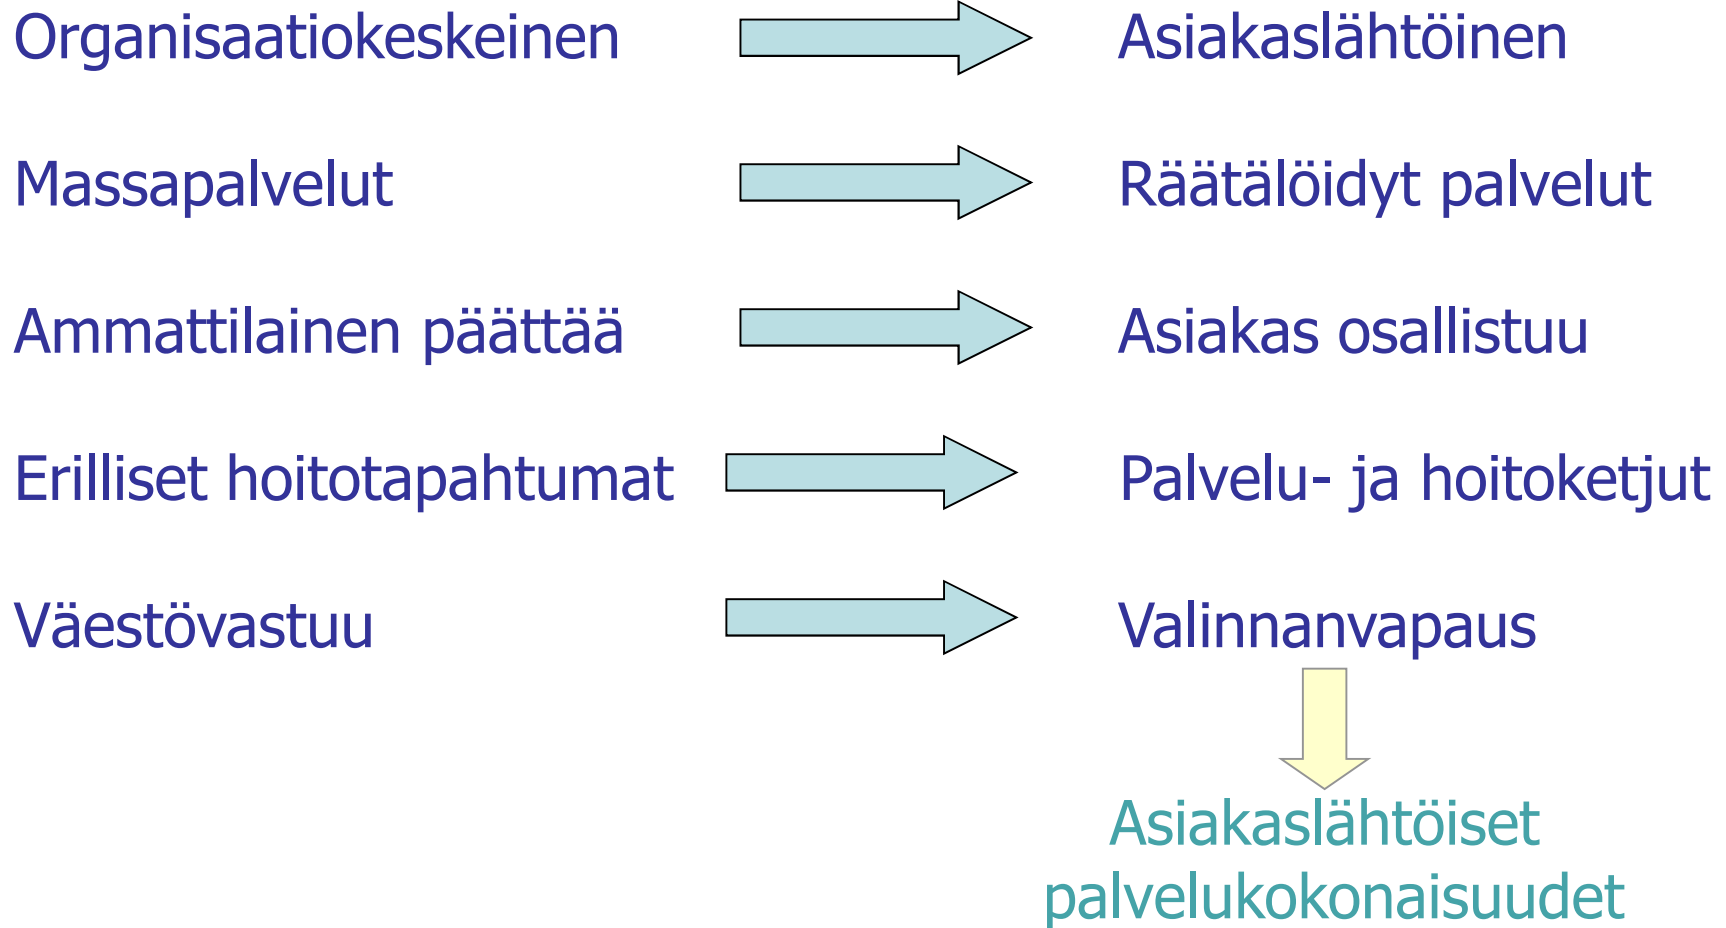 Organisaatiokeskeinen Asiakaslähtöinen
Massapalvelut Räätälöidyt palvelut
Ammattilainen päättää Asiakas osallistuu
Erilliset hoitotapahtumat Palvelu- ja hoitoketjut
Väestövastuu Valinnanvapaus
Asiakaslähtöiset
palvelukokonaisuudet